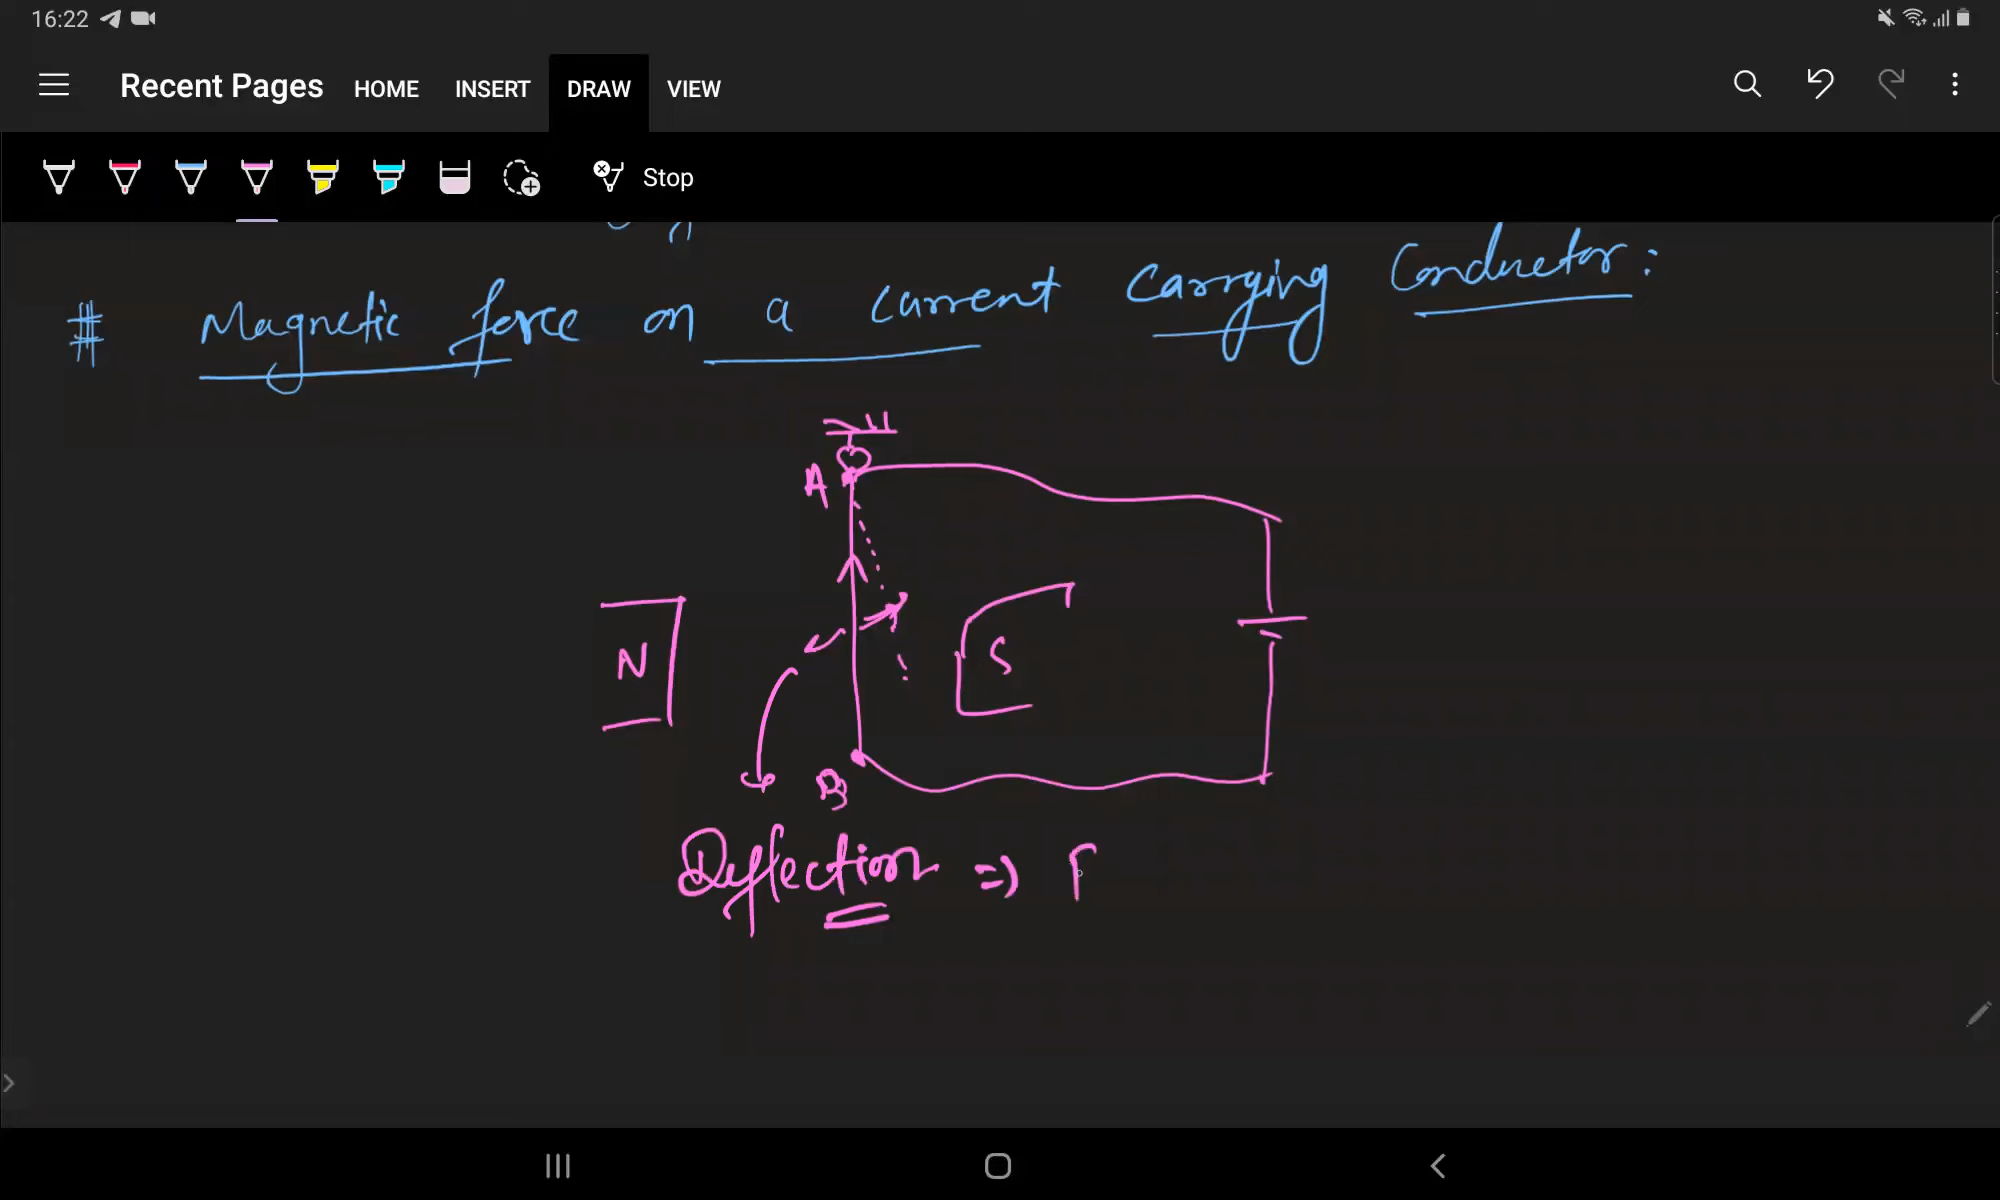 16:22
Recent Pages HOME INSERT DRAW VIEW
Stop
# Magnetic force on a current Carrying Conductor:
A
N
S
B
Deflection => F